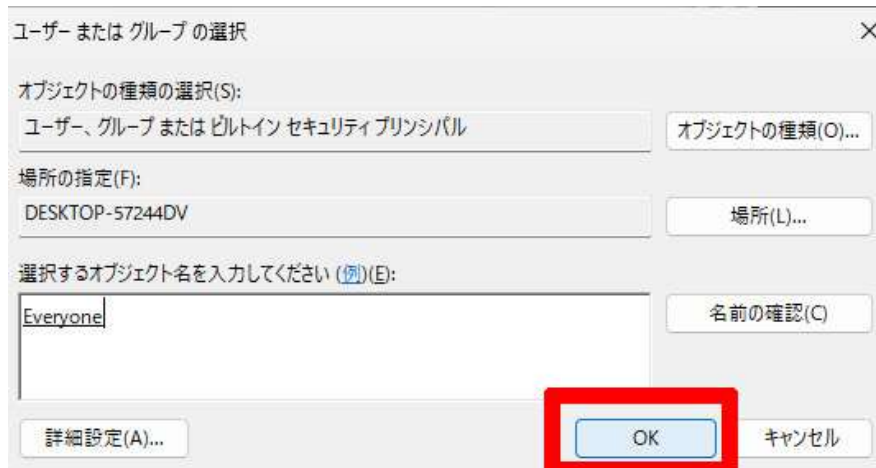 ユーザー または グループ の選択
オブジェクトの種類の選択(S):
ユーザー、グループ または ビルトイン セキュリティ プリンシパル
オブジェクトの種類(O)...
場所の指定(F):
DESKTOP-57244DV
場所(L)...
選択するオブジェクト名を入力してください (例)(E):
Everyone
名前の確認(C)
詳細設定(A)...
OK
キャンセル